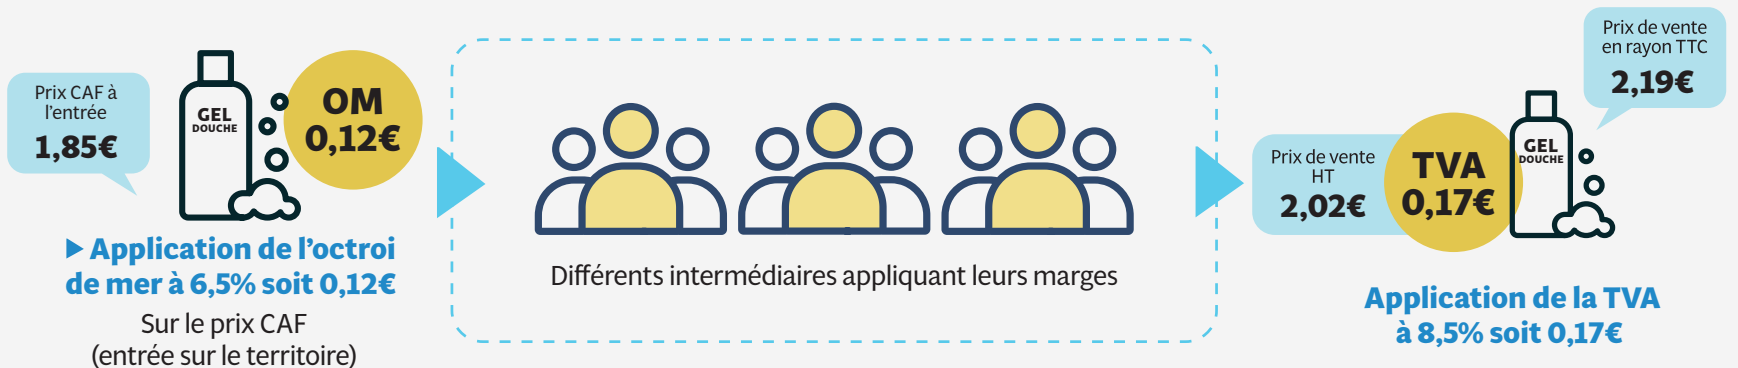 Prix CAF à
l'entrée
1,85€
GEL
DOUCHE
OM
0,12€
▶ Application de l'octroi
de mer à 6,5% soit 0,12€
Sur le prix CAF
(entrée sur le territoire)
Différents intermédiaires appliquant leurs marges
Prix de vente
HT
2,02€
TVA
0,17€
GEL
DOUCHE
Prix de vente
en rayon TTC
2,19€
Application de la TVA
à 8,5% soit 0,17€